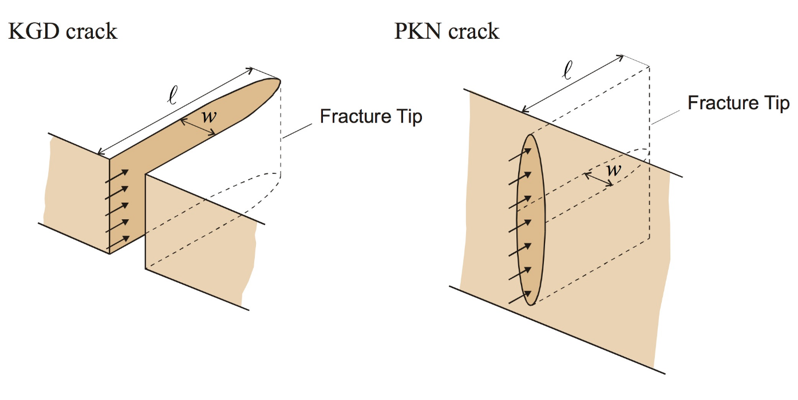 KGD crack
PKN crack
ℓ
w
Fracture Tip
ℓ
w
Fracture Tip